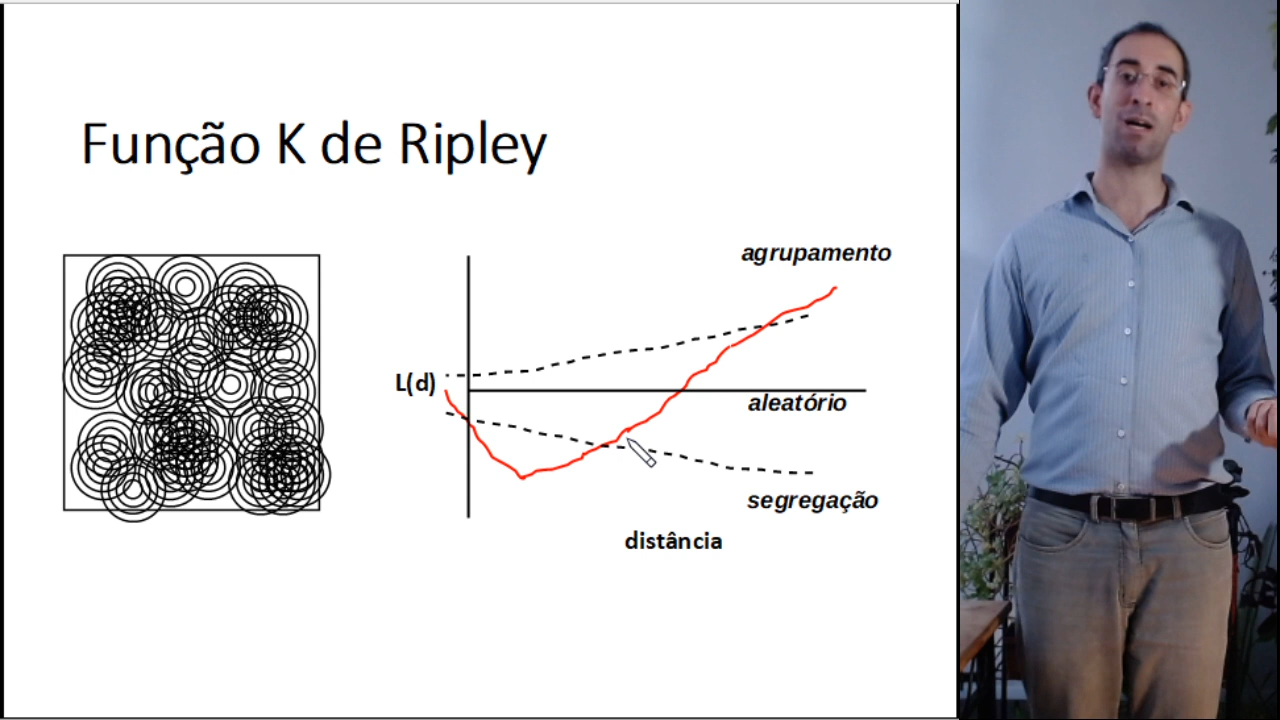 Função K de Ripley
agrupamento
L(d)
aleatório
segregação
distância